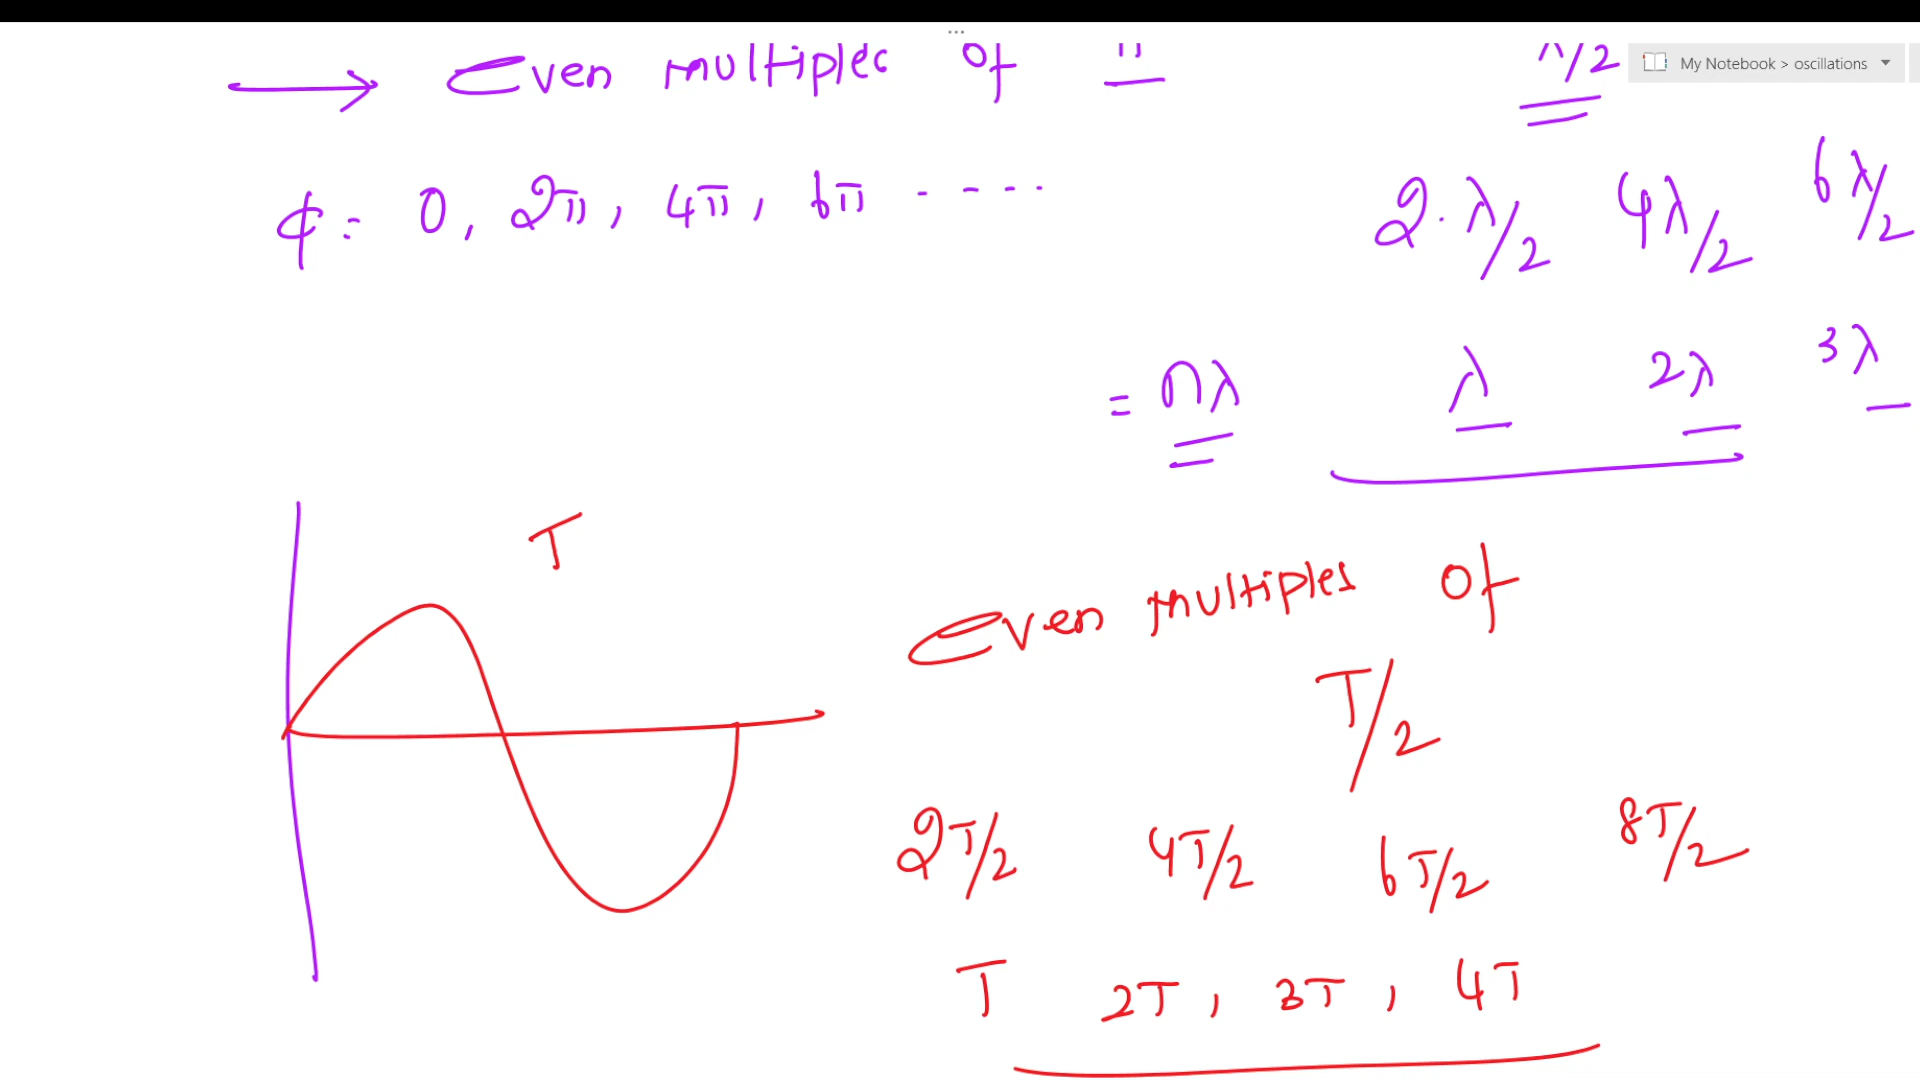 Even multiples of π
λ/2
My Notebook > oscillations
ϕ = 0, 2π, 4π, 6π - - - - -
2·λ/2 4λ/2 6λ/2
= nλ λ 2λ 3λ
T
Even multiples of
T/2
2T/2 4T/2 6T/2 8T/2
T 2T, 3T, 4T